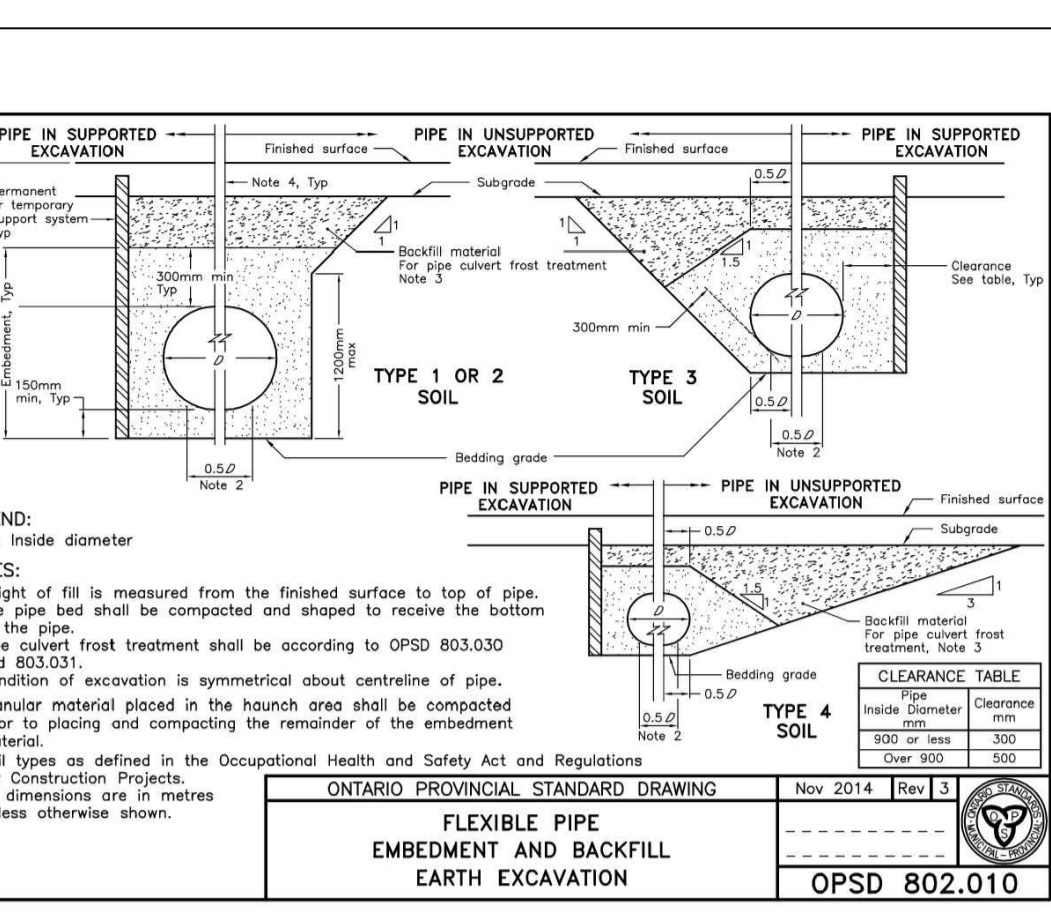 PIPE IN SUPPORTED
EXCAVATION
PIPE IN UNSUPPORTED
EXCAVATION
PIPE IN SUPPORTED
EXCAVATION
Finished surface
Finished surface
Note 4, Typ
Subgrade
0.5D
ermanent
r temporary
upport system
yp
1
1
1
1
Backfill material
For pipe culvert frost treatment
Note 3
1
1.5
Clearance
See table, Typ
300mm min
Typ
300mm min
Embedment, Typ
D
D
1200mm
max
150mm
min, Typ
TYPE 1 OR 2
SOIL
TYPE 3
SOIL
0.5D
0.5D
Note 2
0.5D
Note 2
Bedding grade
PIPE IN SUPPORTED
EXCAVATION
PIPE IN UNSUPPORTED
EXCAVATION
Finished surface
Subgrade
0.5D
1.5
1
1
3
D
Backfill material
For pipe culvert frost
treatment, Note 3
Bedding grade
0.5D
0.5D
Note 2
TYPE 4
SOIL
CLEARANCE TABLE
Pipe
Inside Diameter
mm
Clearance
mm
900 or less 300
Over 900 500
END:
Inside diameter
ES:
ight of fill is measured from the finished surface to top of pipe.
e pipe bed shall be compacted and shaped to receive the bottom
the pipe.
e culvert frost treatment shall be according to OPSD 803.030
d 803.031.
ndition of excavation is symmetrical about centreline of pipe.
anular material placed in the haunch area shall be compacted
or to placing and compacting the remainder of the embedment
aterial.
il types as defined in the Occupational Health and Safety Act and Regulations
r Construction Projects.
dimensions are in metres
less otherwise shown.
ONTARIO PROVINCIAL STANDARD DRAWING
Nov 2014 Rev 3
FLEXIBLE PIPE
EMBEDMENT AND BACKFILL
EARTH EXCAVATION
OPSD 802.010
ONTARIO STANDARDS
MUNICIPAL - PROVINCIAL
O P S